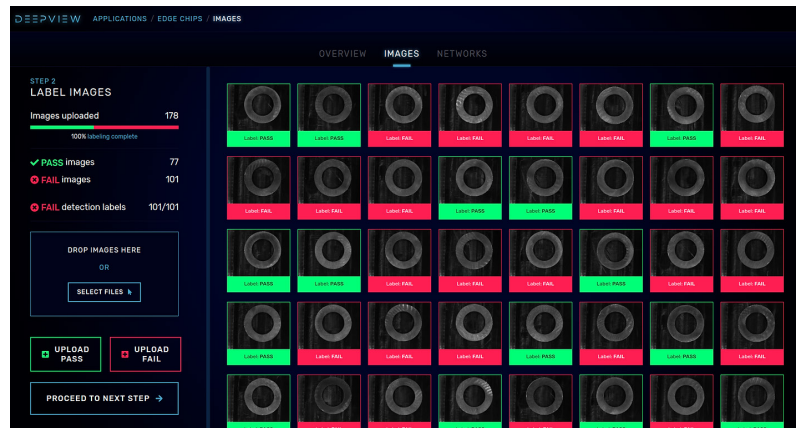 DEEPVIEW APPLICATIONS / EDGE CHIPS / IMAGES
OVERVIEW IMAGES NETWORKS
STEP 2
LABEL IMAGES
Images uploaded 178
100% labeling complete
PASS images 77
FAIL images 101
FAIL detection labels 101/101
DROP IMAGES HERE
OR
SELECT FILES
UPLOAD PASS
UPLOAD FAIL
PROCEED TO NEXT STEP →
Label: PASS Label: PASS Label: FAIL Label: FAIL Label: FAIL Label: FAIL Label: PASS Label: FAIL
Label: FAIL Label: FAIL Label: FAIL Label: PASS Label: PASS Label: FAIL Label: FAIL Label: FAIL
Label: PASS Label: PASS Label: FAIL Label: FAIL Label: FAIL Label: PASS Label: FAIL Label: FAIL
Label: PASS Label: FAIL Label: FAIL Label: FAIL Label: PASS Label: FAIL Label: PASS Label: FAIL